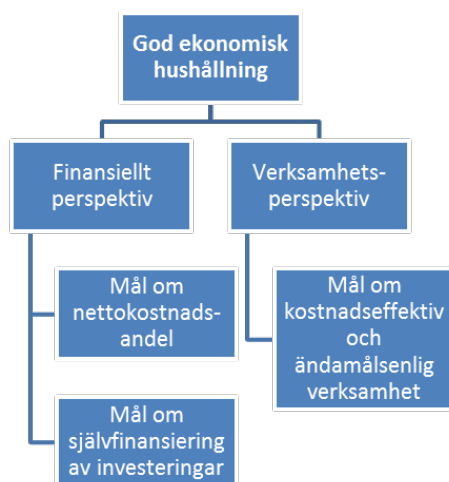 God ekonomisk
hushållning
Finansiellt
perspektiv
Verksamhets-
perspektiv
Mål om
nettokostnads-
andel
Mål om
kostnadseffektiv
och
ändamålsenlig
verksamhet
Mål om
självfinansiering
av investeringar